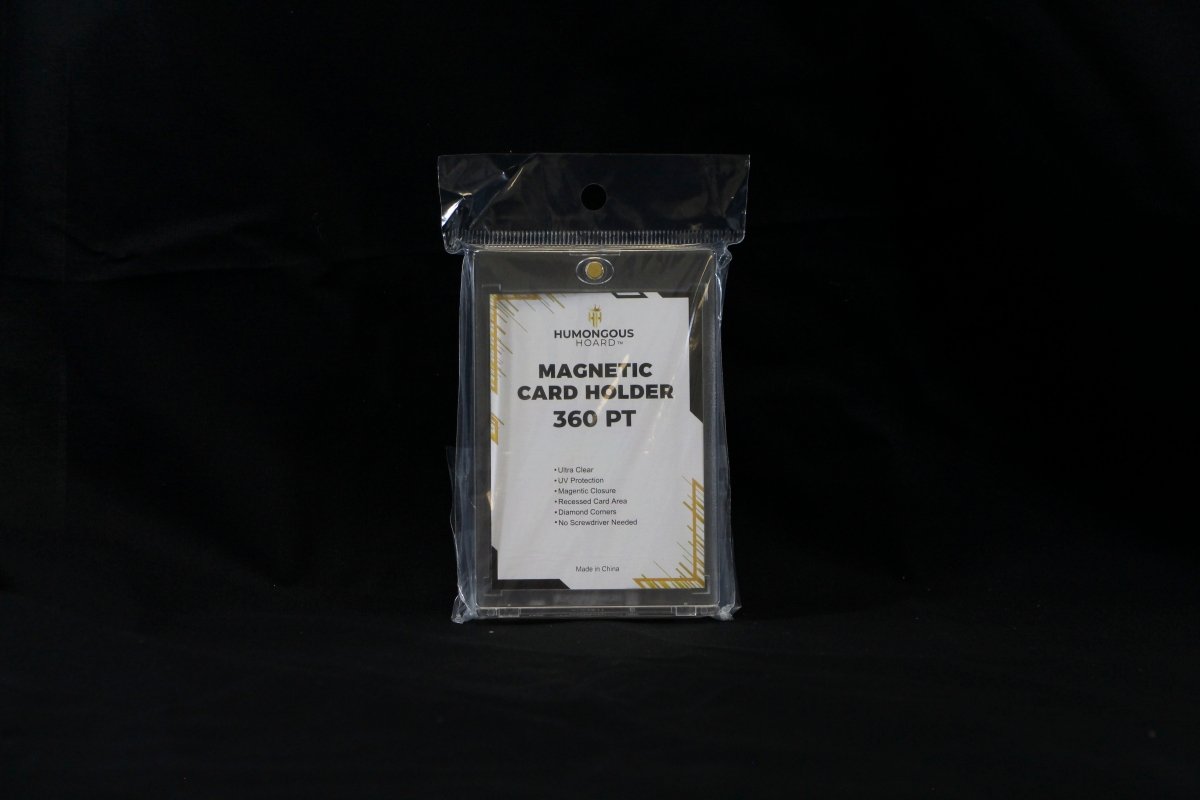 HUMONGOUS
HOARD™
MAGNETIC
CARD HOLDER
360 PT
• Ultra Clear
• UV Protection
• Magentic Closure
• Recessed Card Area
• Diamond Corners
• No Screwdriver Needed
Made in China